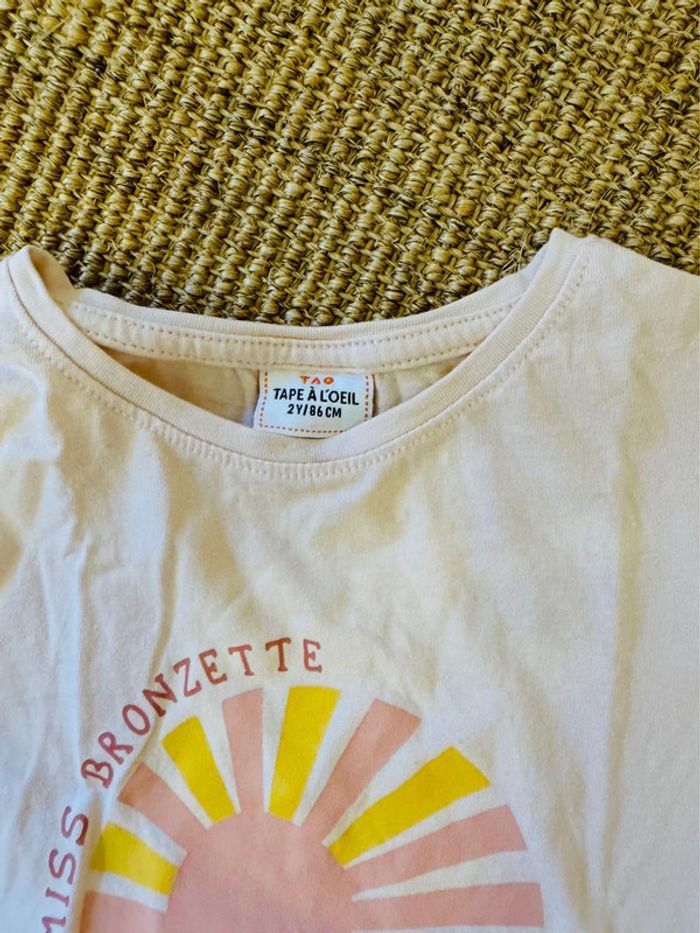 TAO
TAPE À L'OEIL
2Y/86CM
MISS BRONZETTE